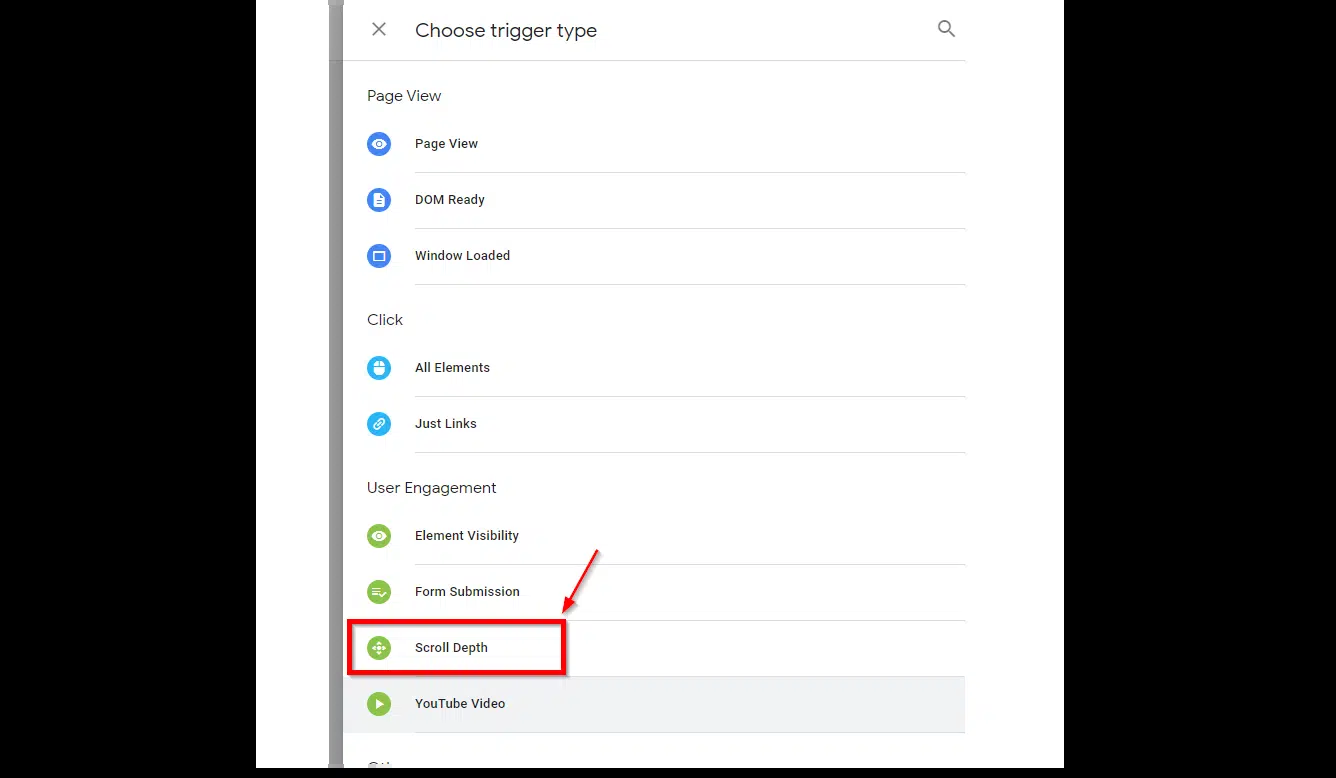 Choose trigger type
Page View
Page View
DOM Ready
Window Loaded
Click
All Elements
Just Links
User Engagement
Element Visibility
Form Submission
Scroll Depth
YouTube Video